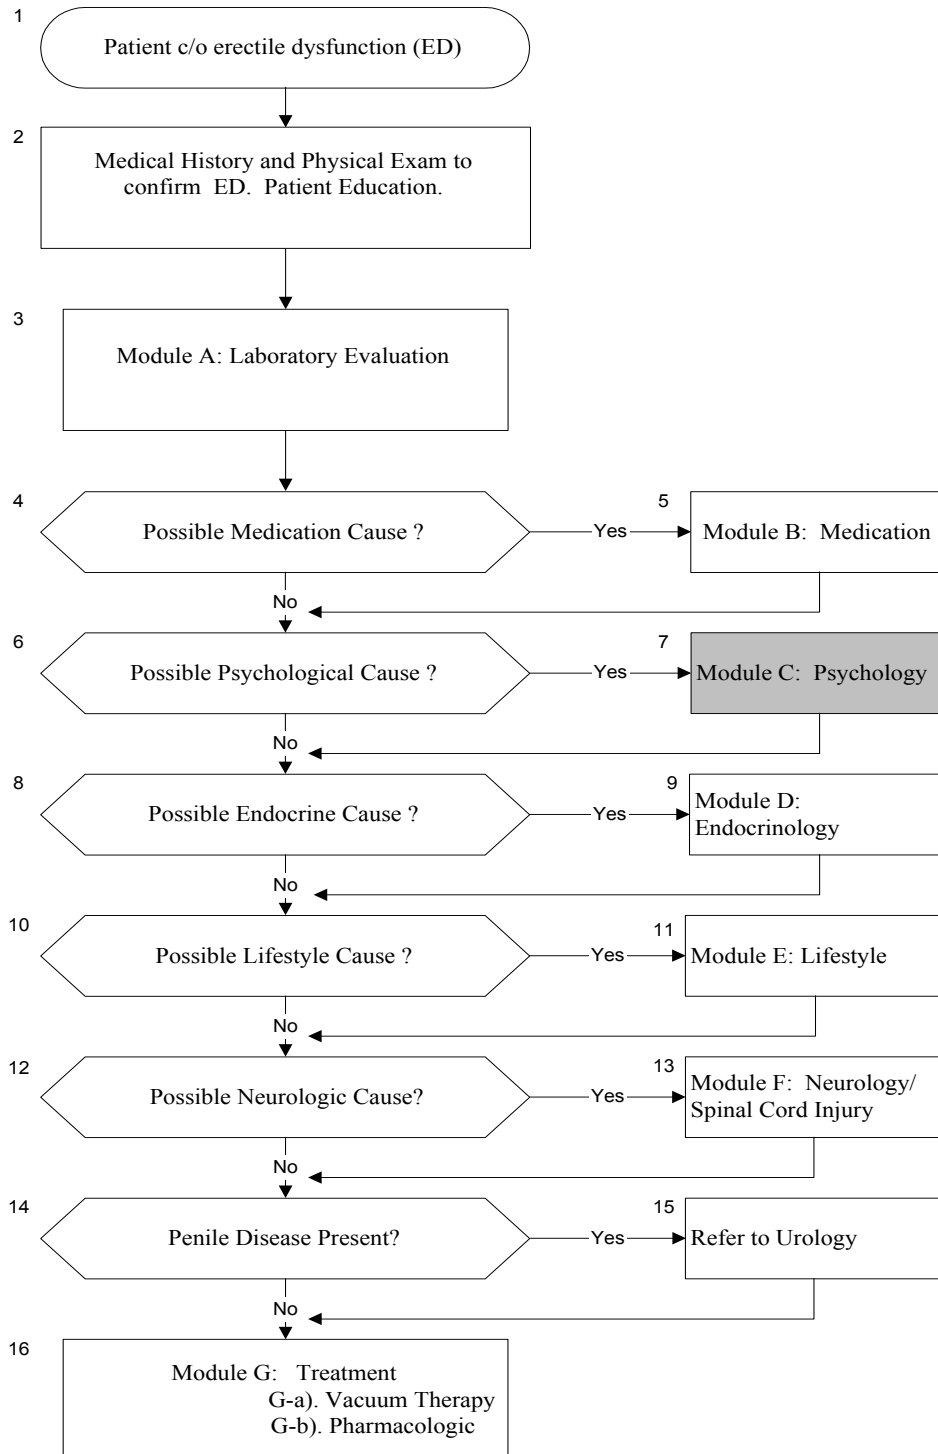 1
Patient c/o erectile dysfunction (ED)
2
Medical History and Physical Exam to
confirm ED. Patient Education.
3
Module A: Laboratory Evaluation
4
Possible Medication Cause ?
Yes
5
Module B: Medication
No
6
Possible Psychological Cause ?
Yes
7
Module C: Psychology
No
8
Possible Endocrine Cause ?
Yes
9
Module D:
Endocrinology
No
10
Possible Lifestyle Cause ?
Yes
11
Module E: Lifestyle
No
12
Possible Neurologic Cause?
Yes
13
Module F: Neurology/
Spinal Cord Injury
No
14
Penile Disease Present?
Yes
15
Refer to Urology
No
16
Module G: Treatment
G-a). Vacuum Therapy
G-b). Pharmacologic